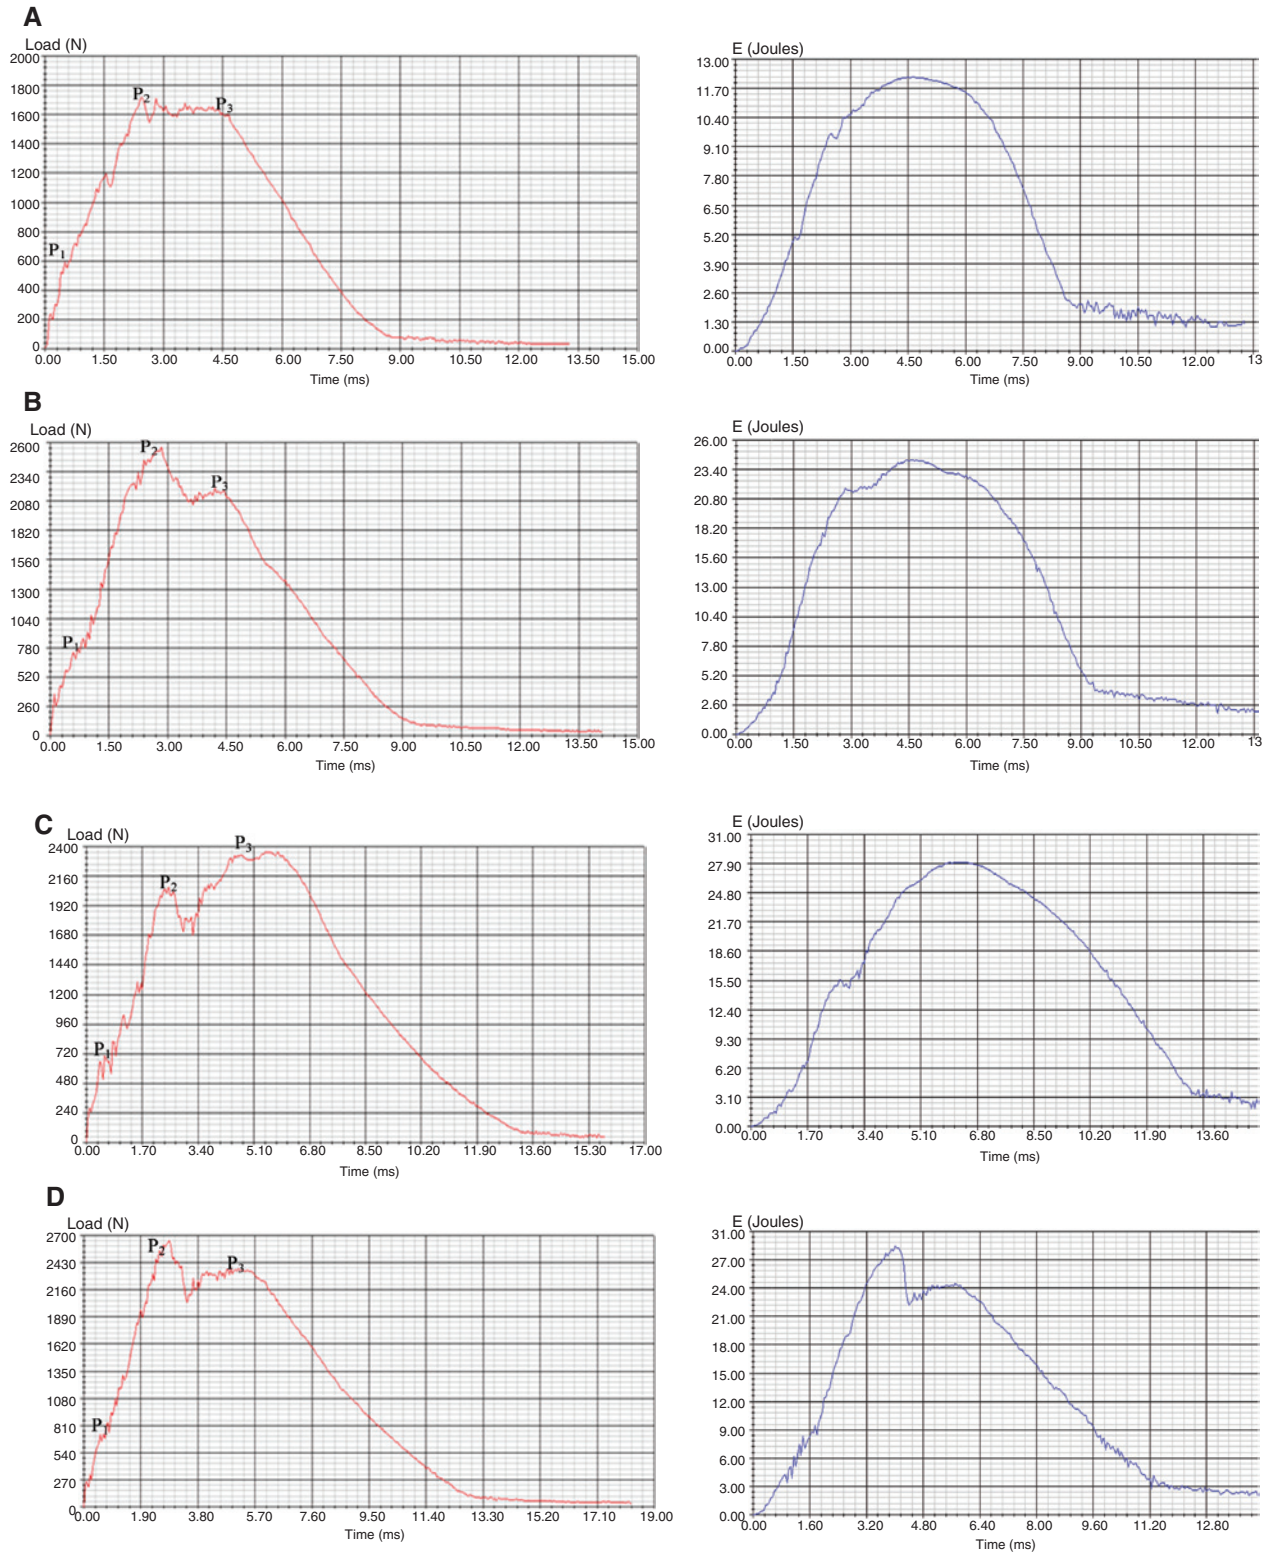 A
Load (N)
2000
1800
1600
1400
1200
1000
800
600
400
200
0
P2
P3
P1
0.00 1.50 3.00 4.50 6.00 7.50 9.00 10.50 12.00 13.50 15.00
Time (ms)
E (Joules)
13.00
11.70
10.40
9.10
7.80
6.50
5.20
3.90
2.60
1.30
0.00
0.00 1.50 3.00 4.50 6.00 7.50 9.00 10.50 12.00 13
Time (ms)
B
Load (N)
2600
2340
2080
1820
1560
1300
1040
780
520
260
0
P2
P3
P1
0.00 1.50 3.00 4.50 6.00 7.50 9.00 10.50 12.00 13.50 15.00
Time (ms)
E (Joules)
26.00
23.40
20.80
18.20
15.60
13.00
10.40
7.80
5.20
2.60
0.00
0.00 1.50 3.00 4.50 6.00 7.50 9.00 10.50 12.00 13
Time (ms)
C
Load (N)
2400
2160
1920
1680
1440
1200
960
720
480
240
0
P3
P2
P1
0.00 1.70 3.40 5.10 6.80 8.50 10.20 11.90 13.60 15.30 17.00
Time (ms)
E (Joules)
31.00
27.90
24.80
21.70
18.60
15.50
12.40
9.30
6.20
3.10
0.00
0.00 1.70 3.40 5.10 6.80 8.50 10.20 11.90 13.60
Time (ms)
D
Load (N)
2700
2430
2160
1890
1620
1350
1080
810
540
270
0
P2
P3
P1
0.00 1.90 3.80 5.70 7.60 9.50 11.40 13.30 15.20 17.10 19.00
Time (ms)
E (Joules)
31.00
27.00
24.00
21.00
18.00
15.00
12.00
9.00
6.00
3.00
0.00
0.00 1.60 3.20 4.80 6.40 8.00 9.60 11.20 12.80
Time (ms)